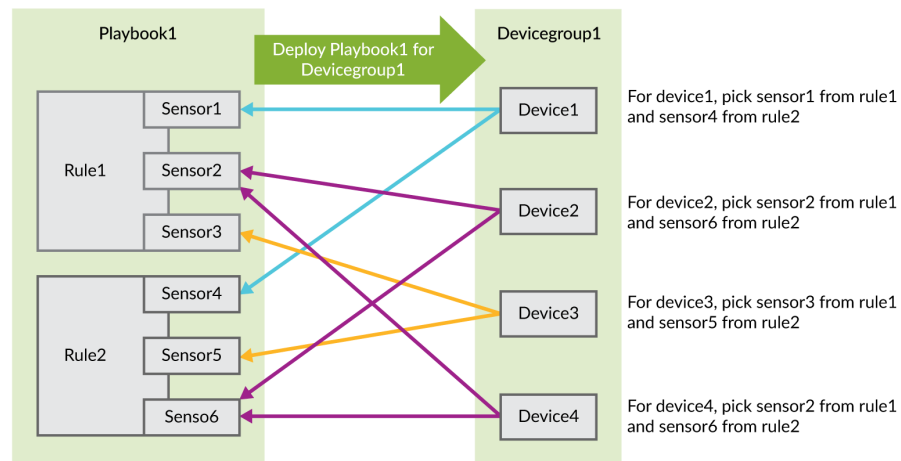 Playbook1
Deploy Playbook1 for
Devicegroup1
Devicegroup1
Rule1
Sensor1
Sensor2
Sensor3
Rule2
Sensor4
Sensor5
Senso6
Device1
For device1, pick sensor1 from rule1
and sensor4 from rule2
Device2
For device2, pick sensor2 from rule1
and sensor6 from rule2
Device3
For device3, pick sensor3 from rule1
and sensor5 from rule2
Device4
For device4, pick sensor2 from rule1
and sensor6 from rule2